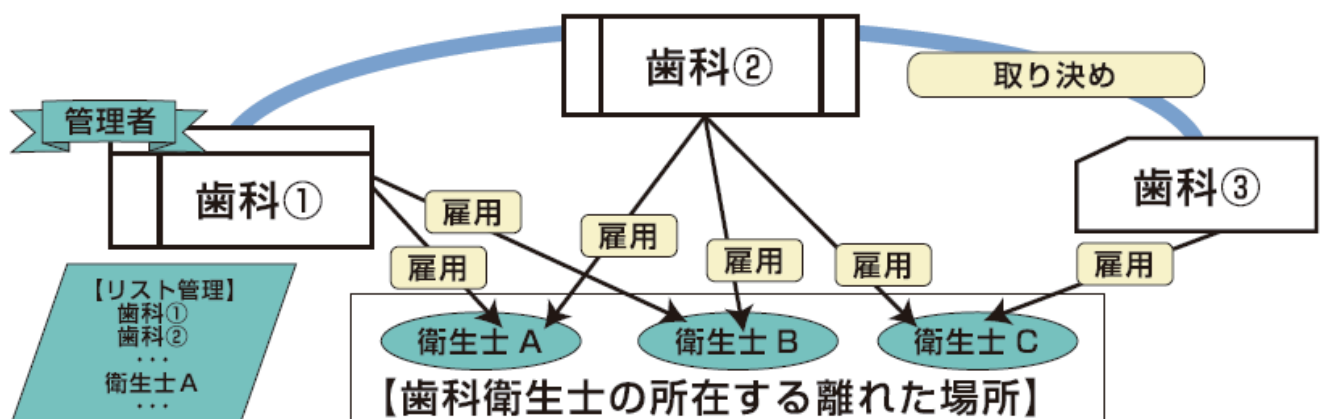 歯科②
取り決め
管理者
歯科①
歯科③
雇用
雇用
雇用
雇用
雇用
雇用
【リスト管理】
歯科①
歯科②
・・・
衛生士A
・・・
衛生士 A
衛生士 B
衛生士 C
【歯科衛生士の所在する離れた場所】